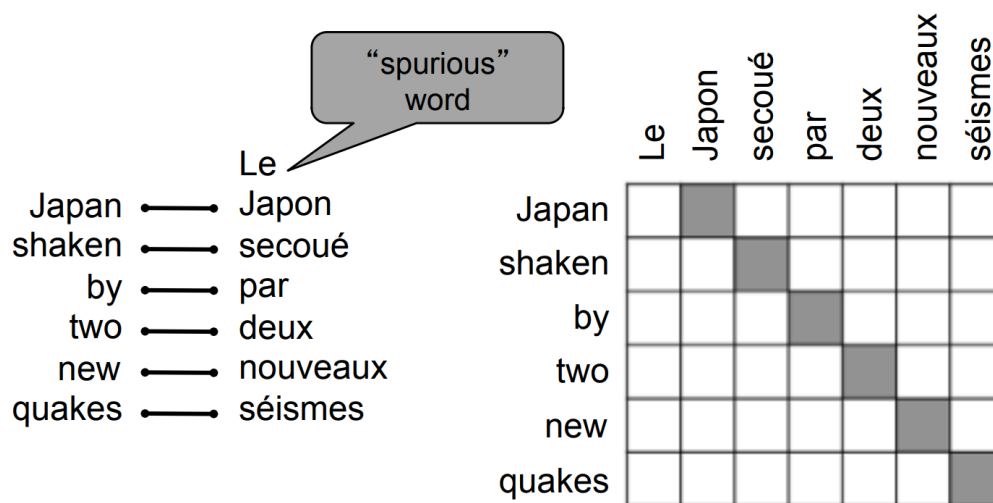 “spurious”
word
Le
Japan Japon
shaken secoué
by par
two deux
new nouveaux
quakes séismes
Le Japon secoué par deux nouveaux séismes
Japan
shaken
by
two
new
quakes